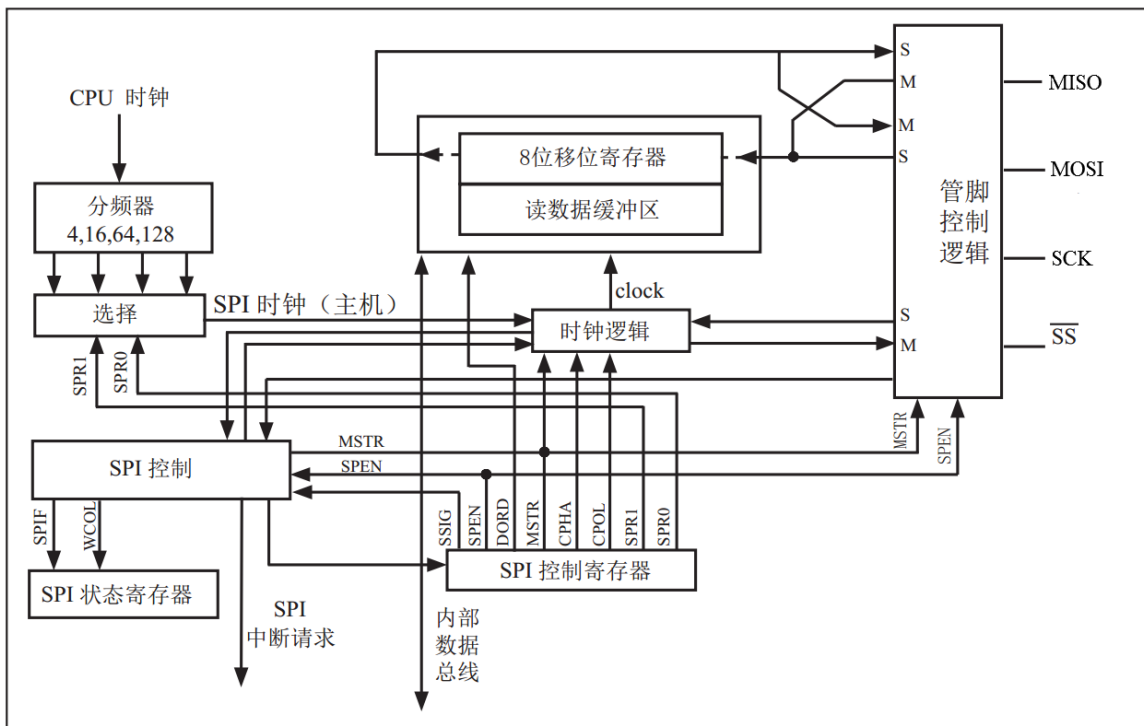 CPU 时钟
分频器
4,16,64,128
选择
SPI 时钟（主机）
SPR1
SPR0
8位移位寄存器
读数据缓冲区
clock
时钟逻辑
S
M
M
S
S
M
管脚
控制
逻辑
MISO
MOSI
SCK
SS
MSTR
SPEN
SPI 控制
MSTR
SPEN
SPIF
WCOL
SPI 状态寄存器
SPI
中断请求
SSIG
SPEN
DORD
MSTR
CPHA
CPOL
SPR1
SPR0
SPI 控制寄存器
内部
数据
总线